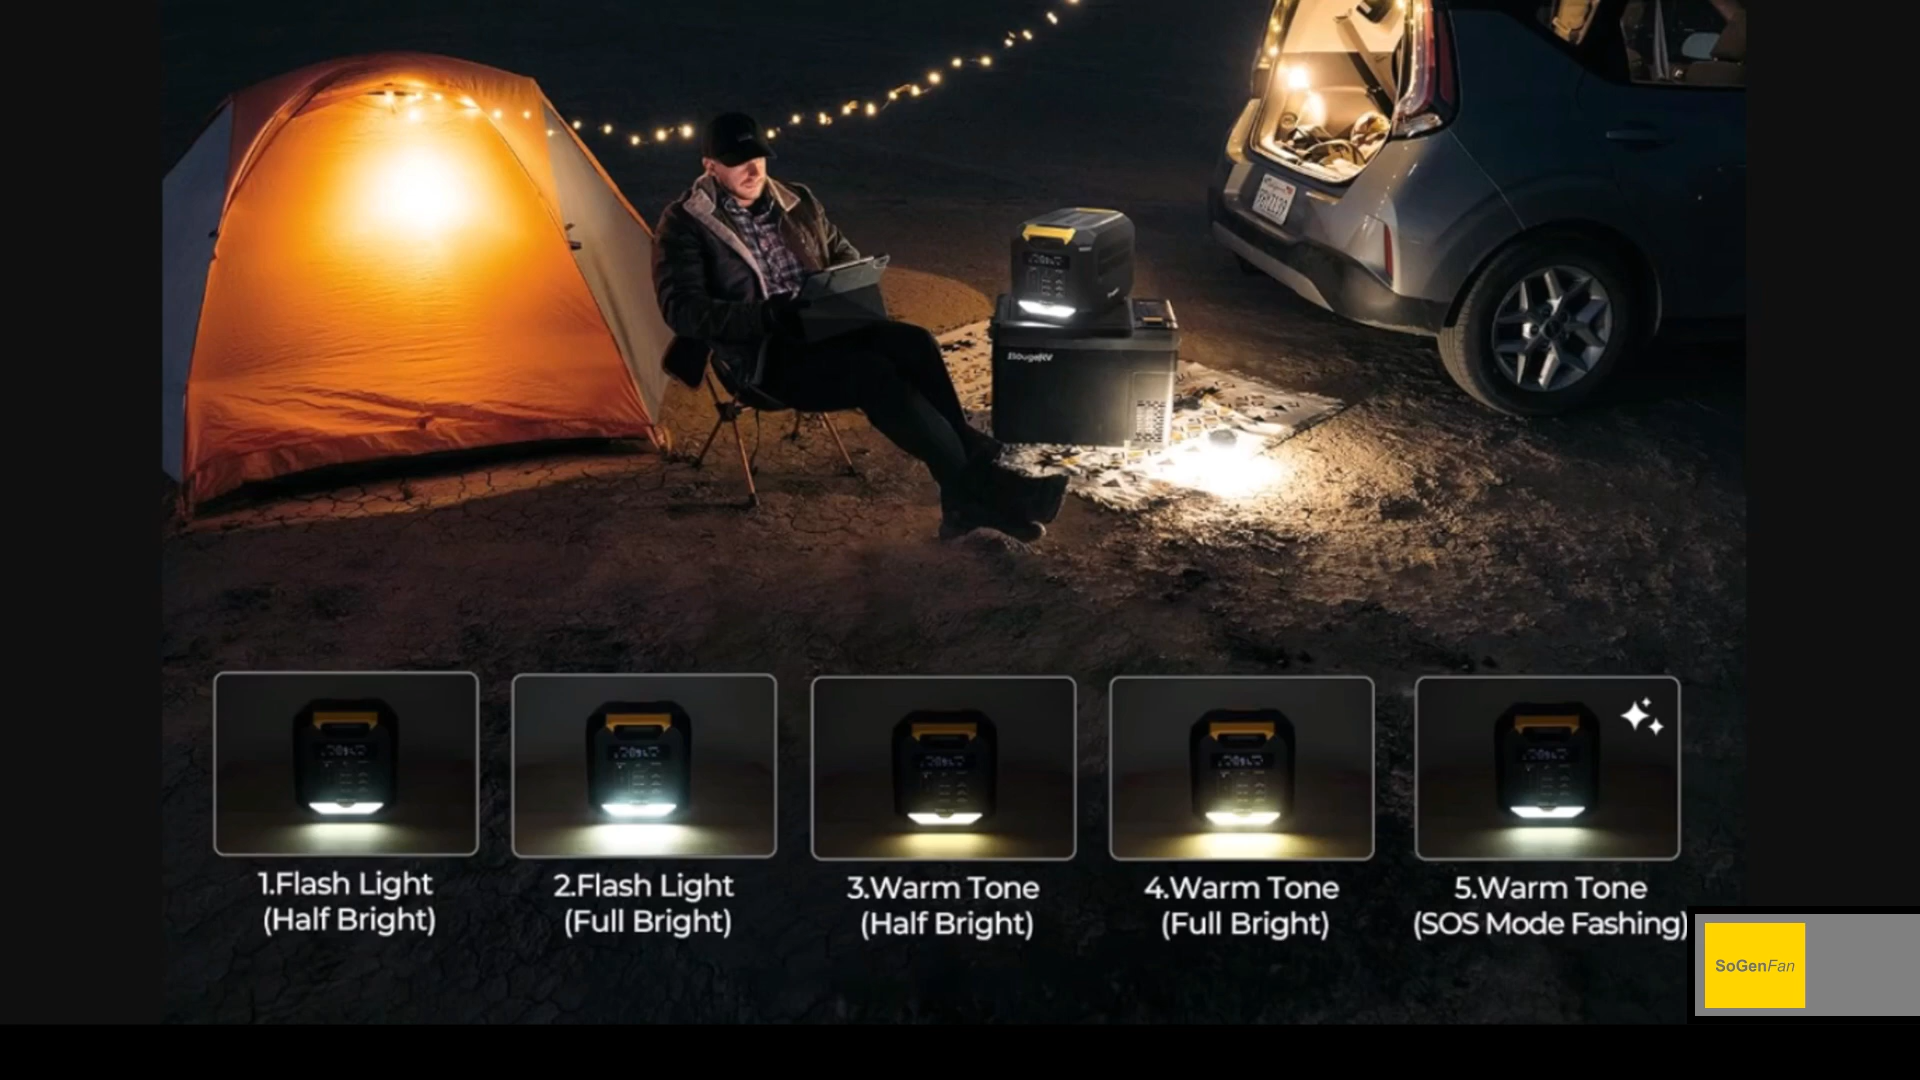 BougeRV
1.Flash Light
(Half Bright)
2.Flash Light
(Full Bright)
3.Warm Tone
(Half Bright)
4.Warm Tone
(Full Bright)
5.Warm Tone
(SOS Mode Fashing)
SoGenFan